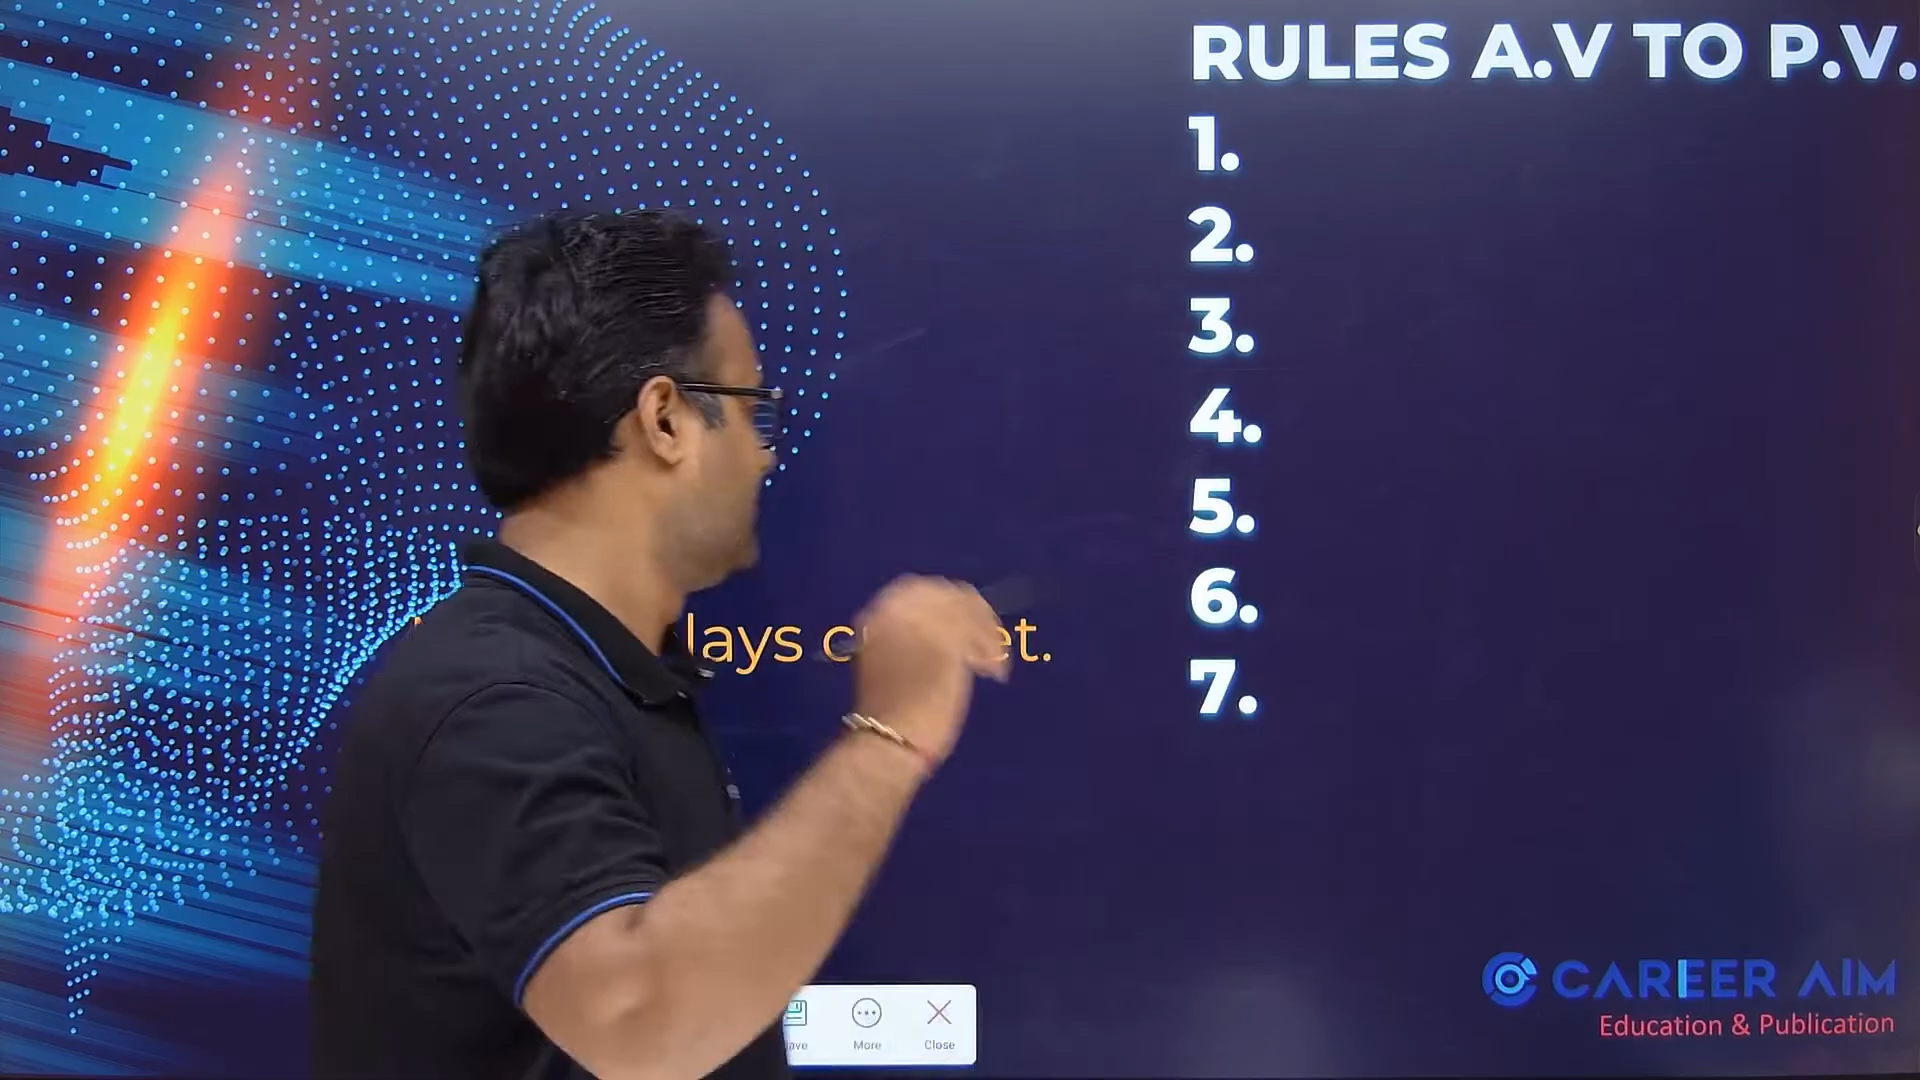 RULES A.V TO P.V.
1.
2.
3.
4.
5.
6.
7.
More
Close
CAREER AIM
Education & Publication